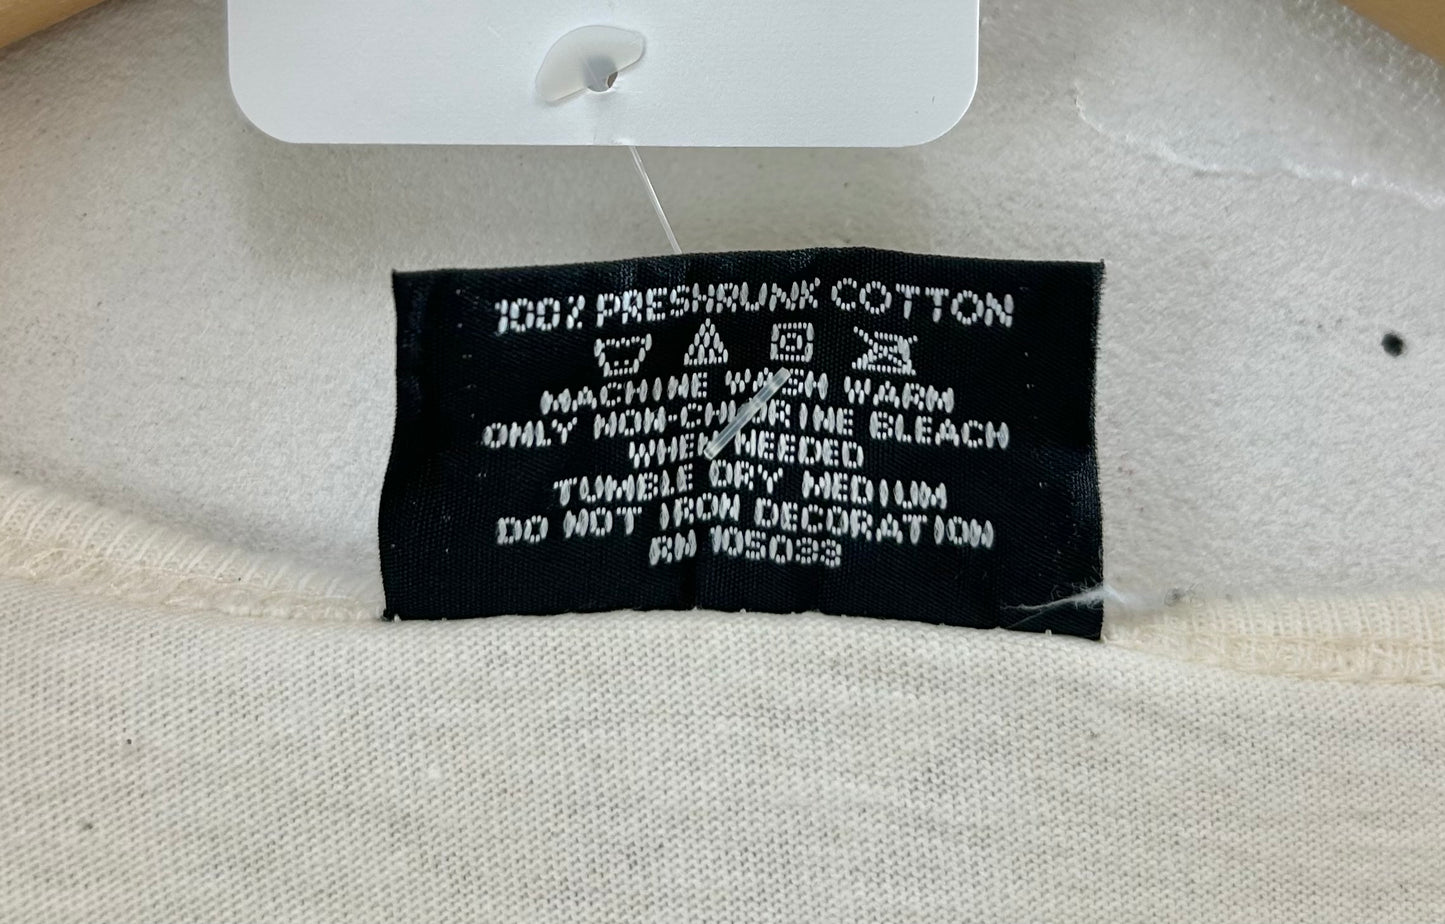 100% PRESHRUNK COTTON
MACHINE WASH WARM
ONLY NON-CHLORINE BLEACH
WHEN NEEDED
TUMBLE DRY MEDIUM
DO NOT IRON DECORATION
RN 105033